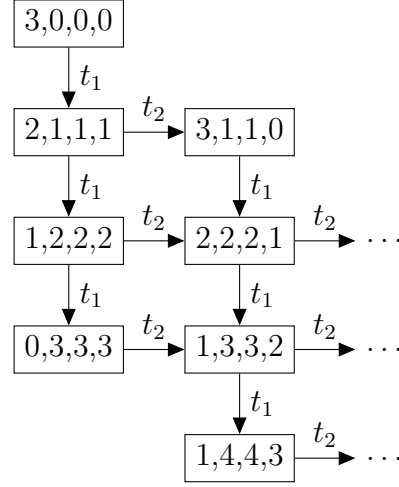 3,0,0,0
t₁
2,1,1,1 t₂ 3,1,1,0
t₁ t₁
1,2,2,2 t₂ 2,2,2,1 t₂ ...
t₁ t₁
0,3,3,3 t₂ 1,3,3,2 t₂ ...
t₁
1,4,4,3 t₂ ...